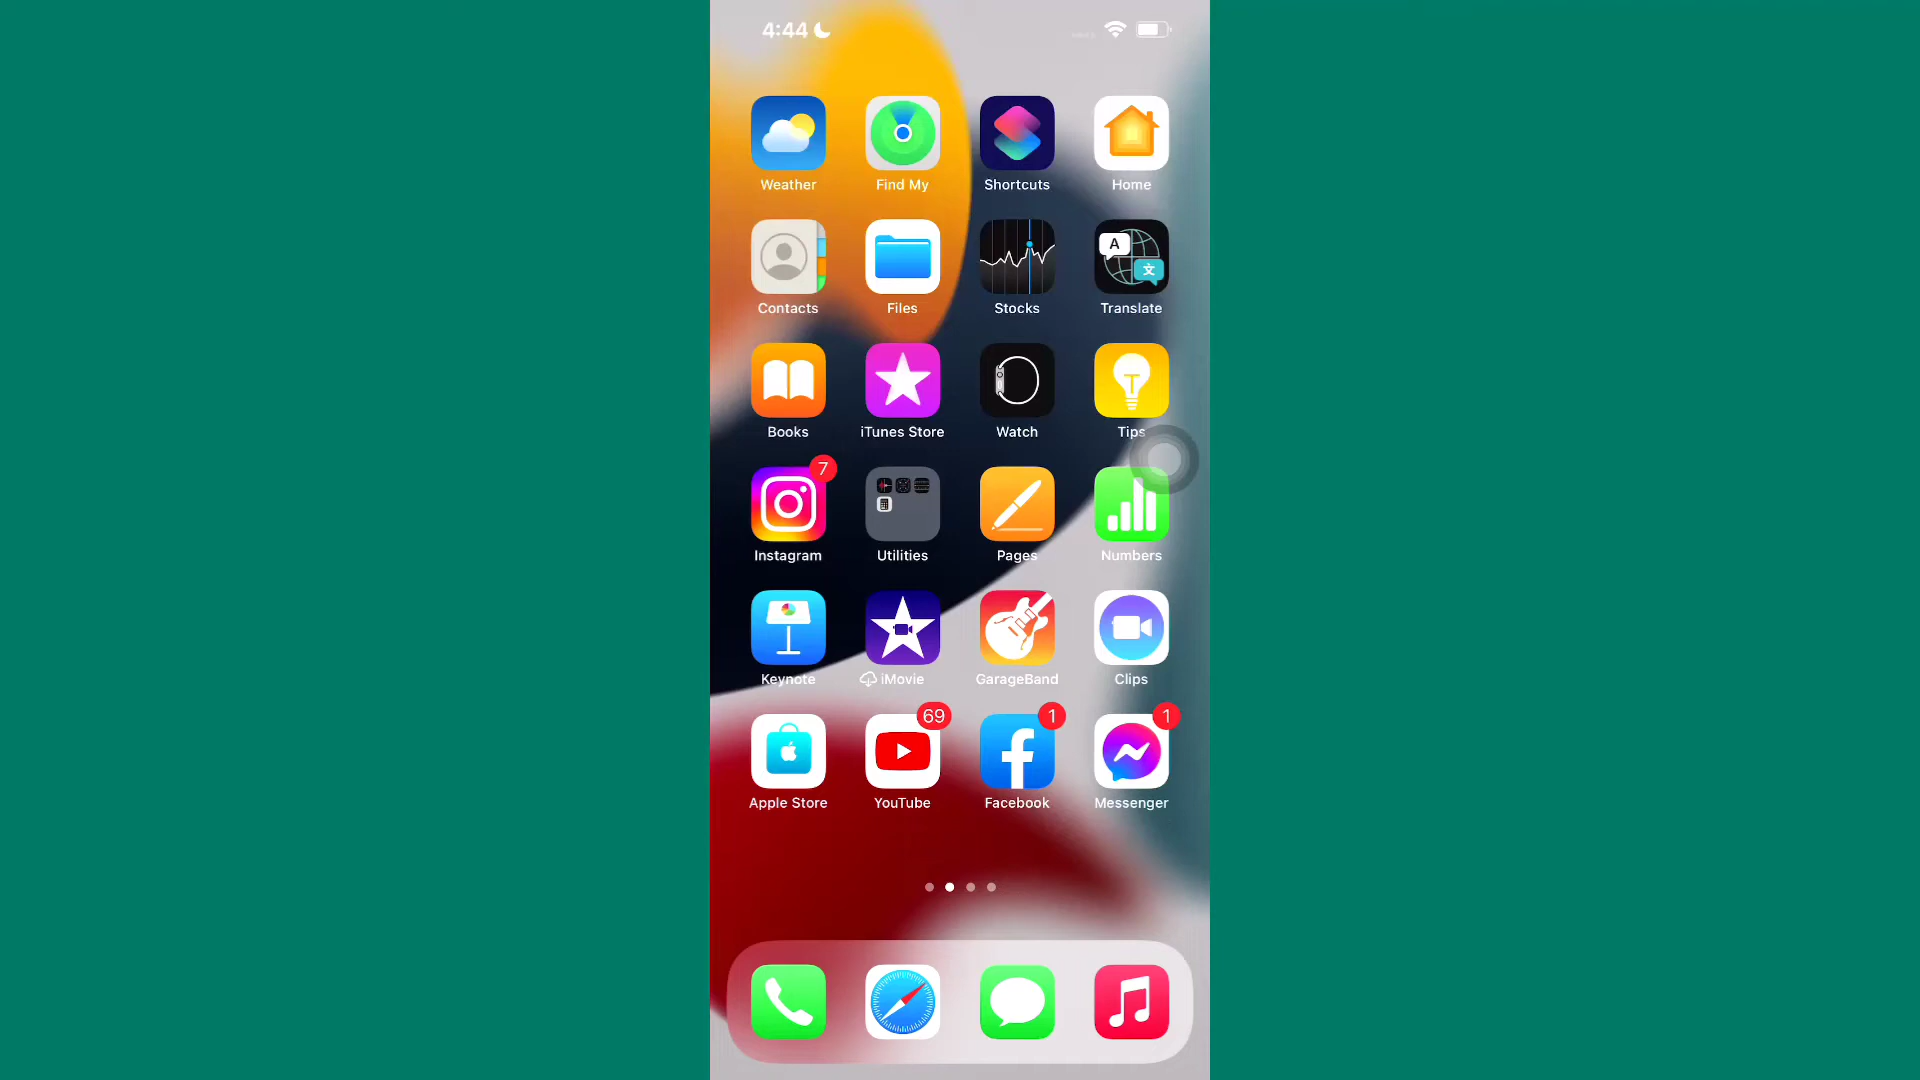 4:44
Weather Find My Shortcuts Home
A 文
Contacts Files Stocks Translate
Books iTunes Store Watch Tips
7
Instagram Utilities Pages Numbers
Keynote iMovie GarageBand Clips
69 1 1
Apple Store YouTube Facebook Messenger